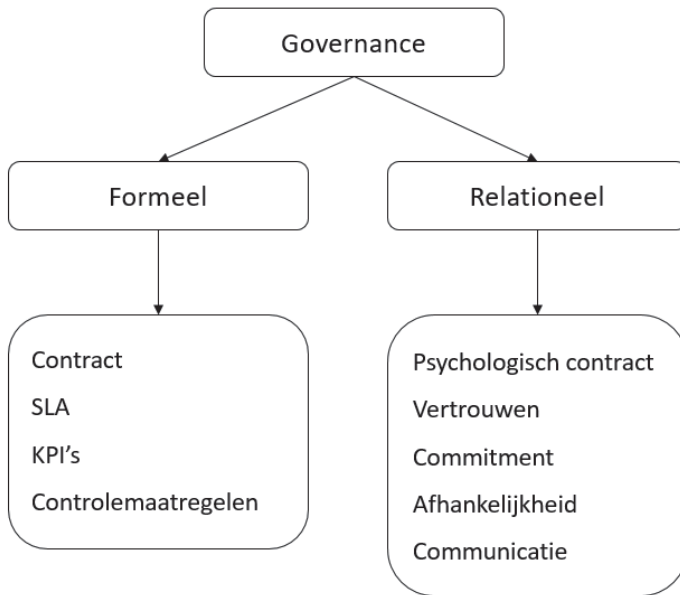 Governance
Formeel
Relationeel
Contract
SLA
KPI’s
Controlemaatregelen
Psychologisch contract
Vertrouwen
Commitment
Afhankelijkheid
Communicatie